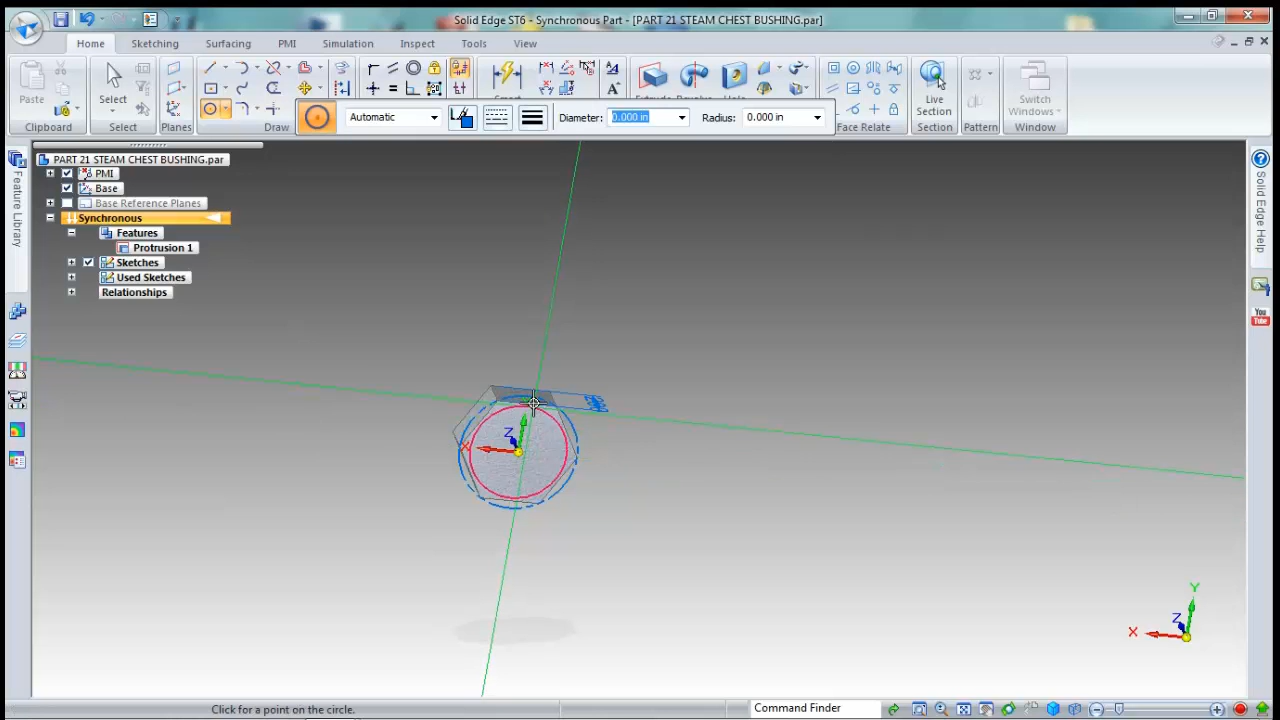 Solid Edge ST6 - Synchronous Part - [PART 21 STEAM CHEST BUSHING.par]
Home Sketching Surfacing PMI Simulation Inspect Tools View
Paste
Select
Live
Section
Switch
Windows
Automatic
Diameter: 0.000 in
Radius: 0.000 in
Clipboard Select Planes Draw Face Relate Section Pattern Window
PART 21 STEAM CHEST BUSHING.par
PMI
Base
Base Reference Planes
Synchronous
Features
Protrusion 1
Sketches
Used Sketches
Relationships
Feature Library
Solid Edge Help
You
Tube
Z
X
Y
Z
X
Click for a point on the circle.
Command Finder